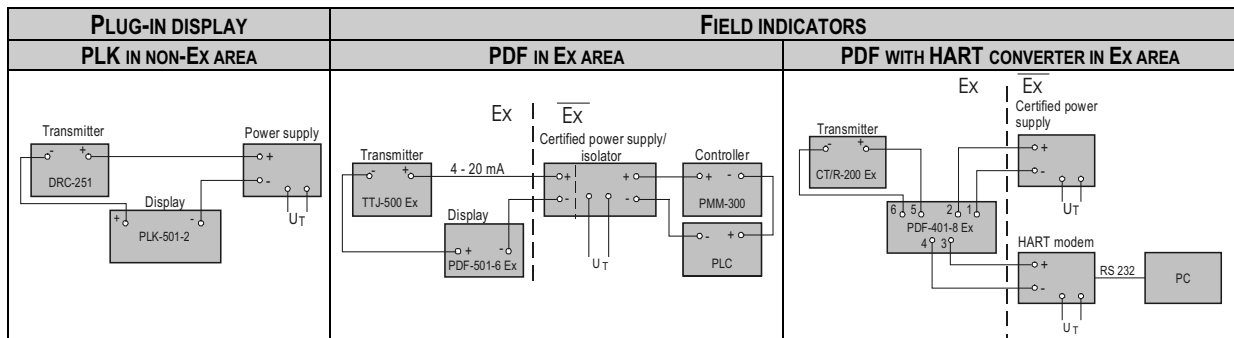 PLUG-IN DISPLAY
FIELD INDICATORS
PLK IN NON-EX AREA
PDF IN EX AREA
PDF WITH HART CONVERTER IN EX AREA
Transmitter
- +
DRC-251
Power supply
+
-
UT
Display
+ -
PLK-501-2
Ex
Ex
Transmitter
- +
TTJ-500 Ex
4 - 20 mA
Certified power supply/
isolator
+ +
- -
UT
Display
+ -
PDF-501-6 Ex
Controller
+ -
PMM-300
- +
PLC
Ex
Ex
Transmitter
- +
CT/R-200 Ex
Certified power
supply
+
-
UT
6 5 2 1
PDF-401-8 Ex
4 3
HART modem
+
-
UT
RS 232
PC